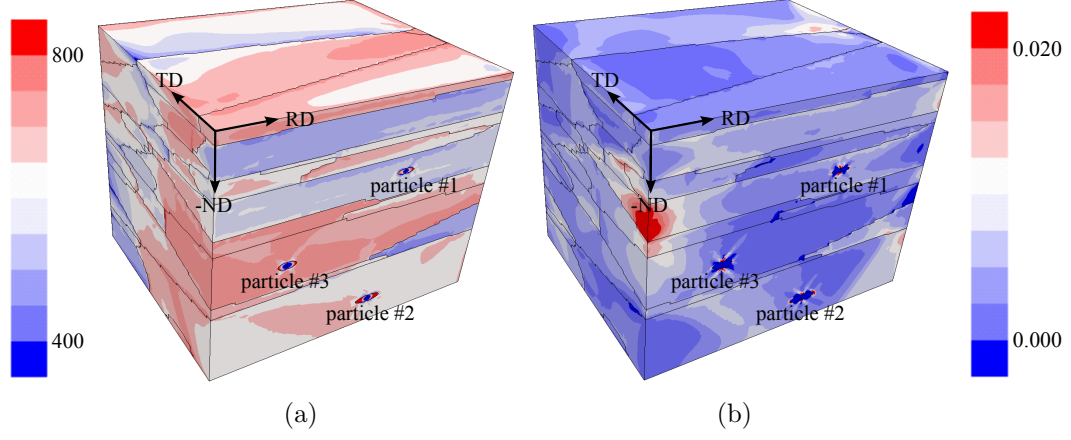 800
400
TD
RD
-ND
particle #1
particle #3
particle #2
(a)
TD
RD
-ND
particle #1
particle #3
particle #2
(b)
0.020
0.000